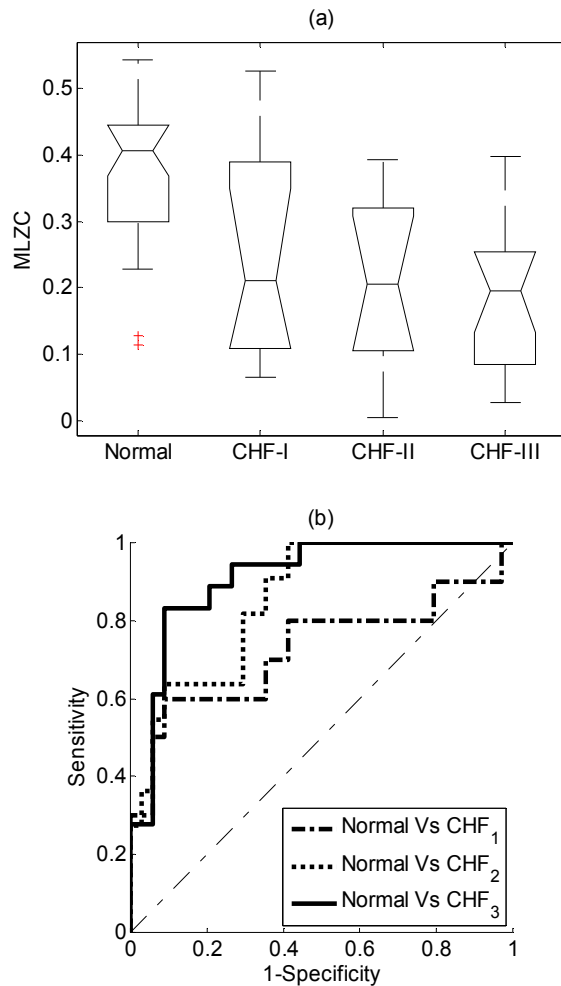 (a)
MLZC
0.5
0.4
0.3
0.2
0.1
0
Normal CHF-I CHF-II CHF-III
(b)
Sensitivity
1
0.8
0.6
0.4
0.2
0
Normal Vs CHF₁
Normal Vs CHF₂
Normal Vs CHF₃
0 0.2 0.4 0.6 0.8 1
1-Specificity